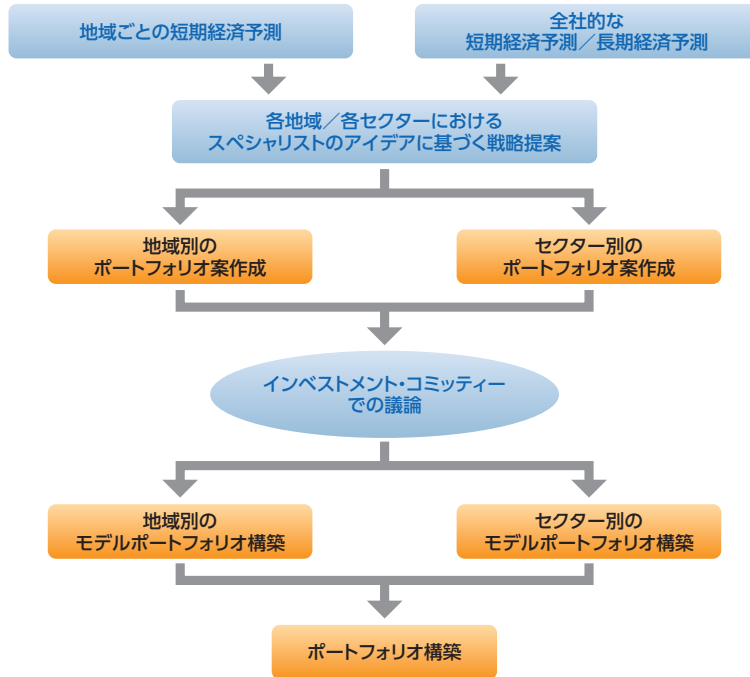 地域ごとの短期経済予測
全社的な
短期経済予測／長期経済予測
各地域／各セクターにおける
スペシャリストのアイデアに基づく戦略提案
地域別の
ポートフォリオ案作成
セクター別の
ポートフォリオ案作成
インベストメント・コミッティー
での議論
地域別の
モデルポートフォリオ構築
セクター別の
モデルポートフォリオ構築
ポートフォリオ構築